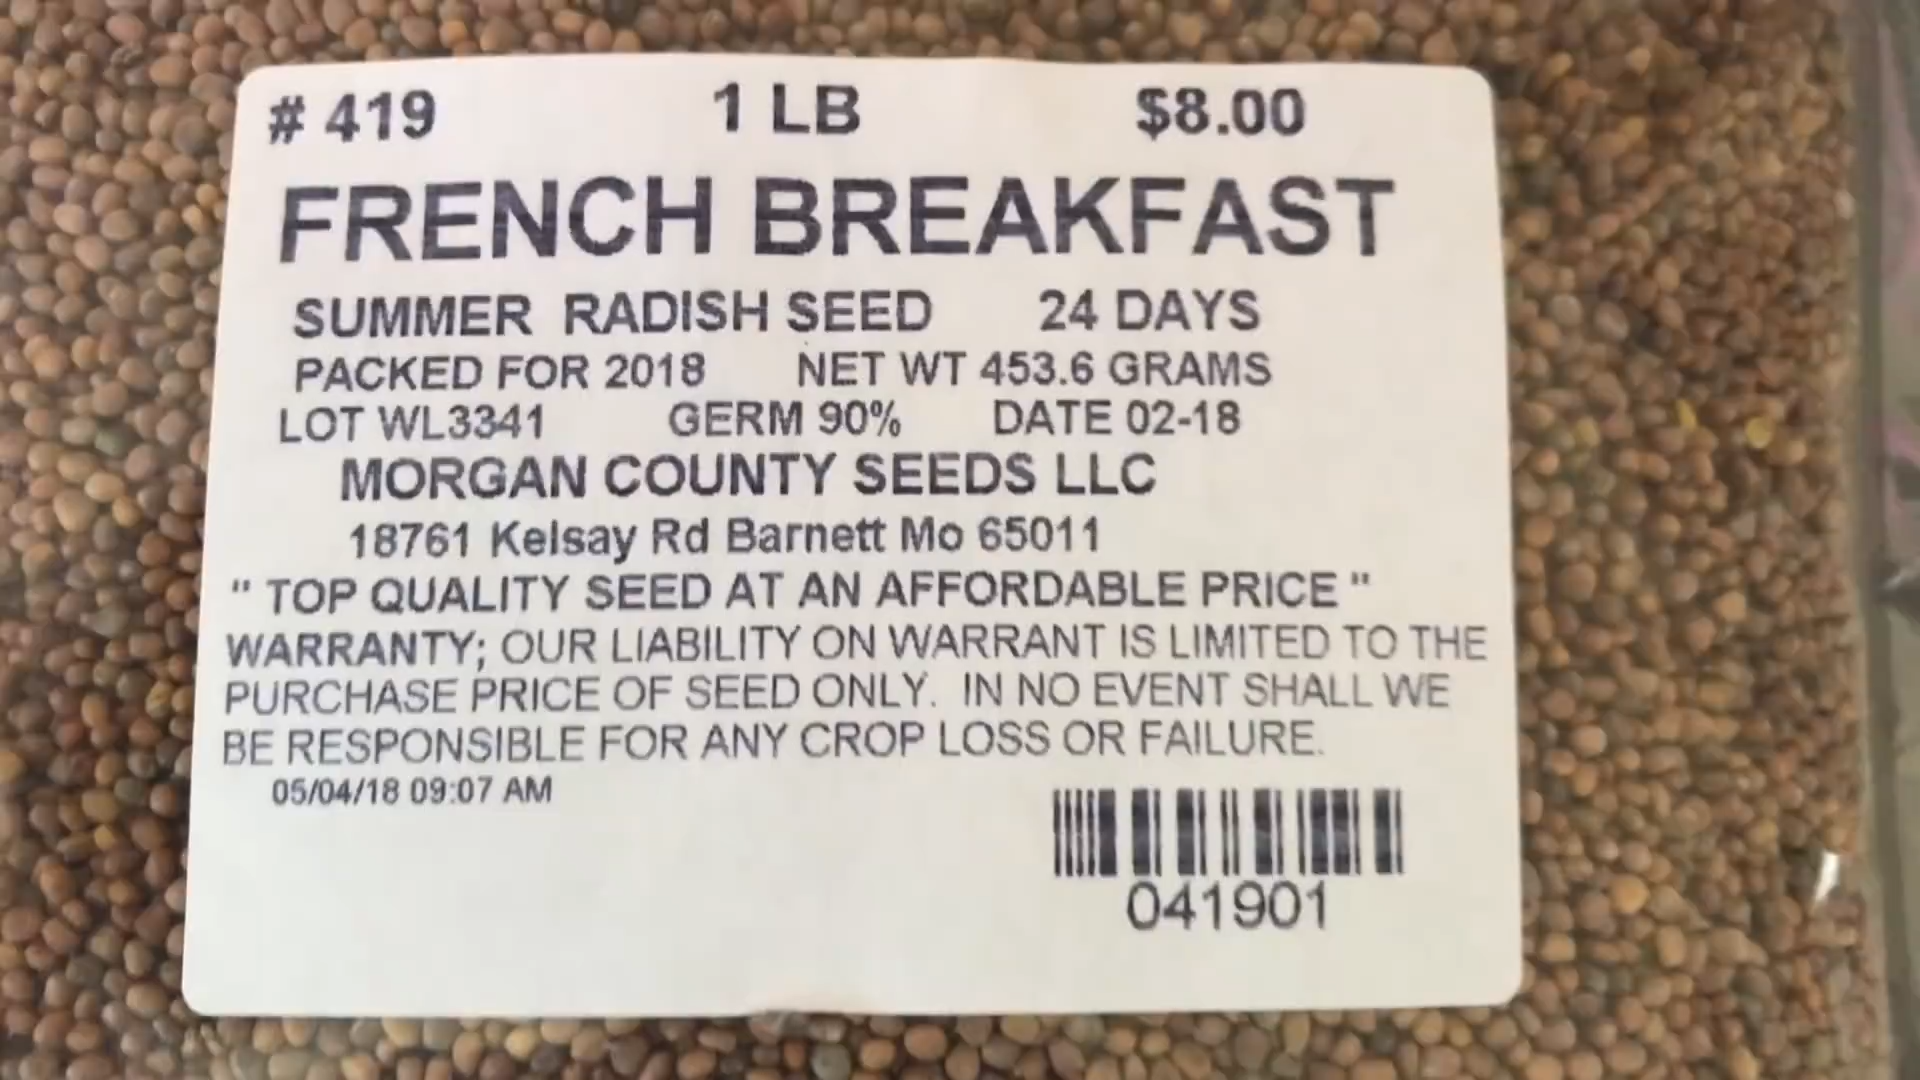 # 419 1 LB $8.00
FRENCH BREAKFAST
SUMMER RADISH SEED 24 DAYS
PACKED FOR 2018 NET WT 453.6 GRAMS
LOT WL3341 GERM 90% DATE 02-18
MORGAN COUNTY SEEDS LLC
18761 Kelsay Rd Barnett Mo 65011
" TOP QUALITY SEED AT AN AFFORDABLE PRICE "
WARRANTY; OUR LIABILITY ON WARRANT IS LIMITED TO THE
PURCHASE PRICE OF SEED ONLY. IN NO EVENT SHALL WE
BE RESPONSIBLE FOR ANY CROP LOSS OR FAILURE.
05/04/18 09:07 AM
041901